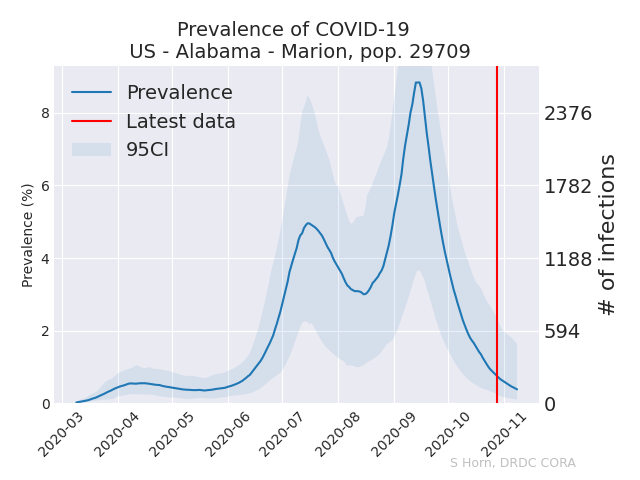 Prevalence of COVID-19
US - Alabama - Marion, pop. 29709
Prevalence
Latest data
95CI
Prevalence (%)
8
6
4
2
0
2376
1782
1188
594
0
# of infections
2020-03
2020-04
2020-05
2020-06
2020-07
2020-08
2020-09
2020-10
2020-11
S Horn, DRDC CORA